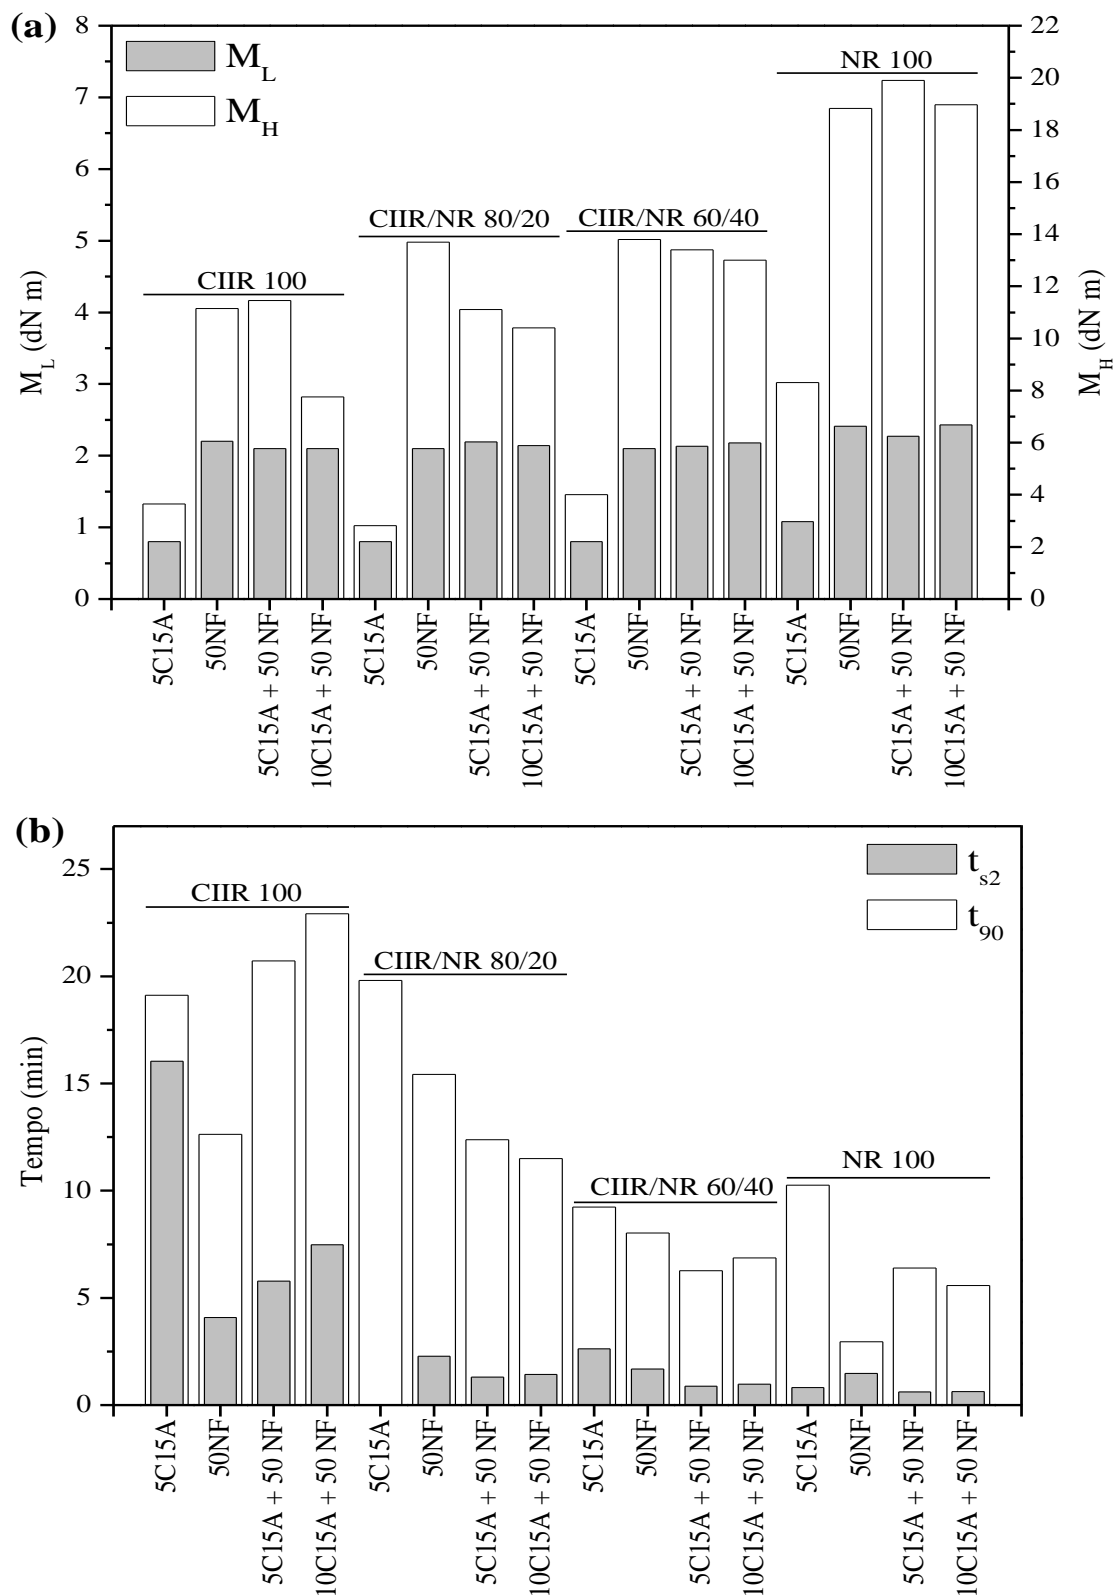 (a)
M_L
M_H
CIIR 100
CIIR/NR 80/20
CIIR/NR 60/40
NR 100
M_L (dN m)
8
7
6
5
4
3
2
1
0
M_H (dN m)
22
20
18
16
14
12
10
8
6
4
2
0
5C15A
50NF
5C15A + 50 NF
10C15A + 50 NF
5C15A
50NF
5C15A + 50 NF
10C15A + 50 NF
5C15A
50NF
5C15A + 50 NF
10C15A + 50 NF
5C15A
50NF
5C15A + 50 NF
10C15A + 50 NF
(b)
t_s2
t_90
CIIR 100
CIIR/NR 80/20
CIIR/NR 60/40
NR 100
Tempo (min)
25
20
15
10
5
0
5C15A
50NF
5C15A + 50 NF
10C15A + 50 NF
5C15A
50NF
5C15A + 50 NF
10C15A + 50 NF
5C15A
50NF
5C15A + 50 NF
10C15A + 50 NF
5C15A
50NF
5C15A + 50 NF
10C15A + 50 NF